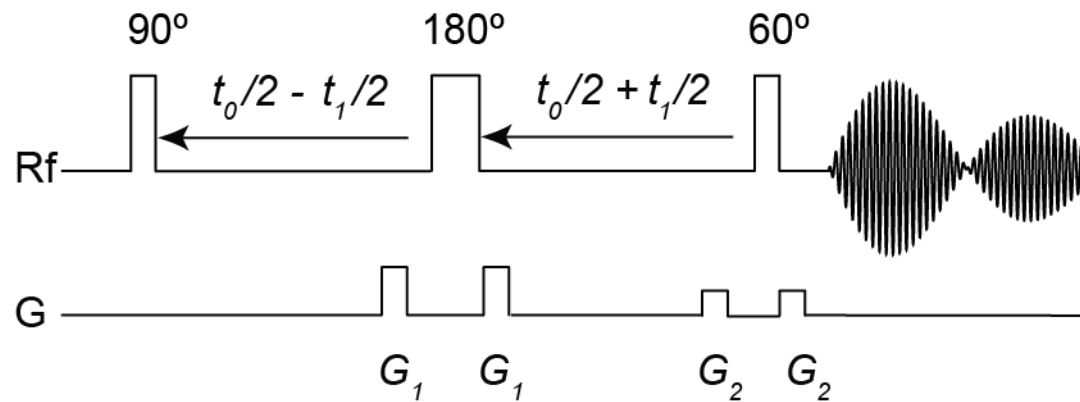 90º 180º 60º
t₀/2 - t₁/2 t₀/2 + t₁/2
Rf
G
G₁ G₁ G₂ G₂